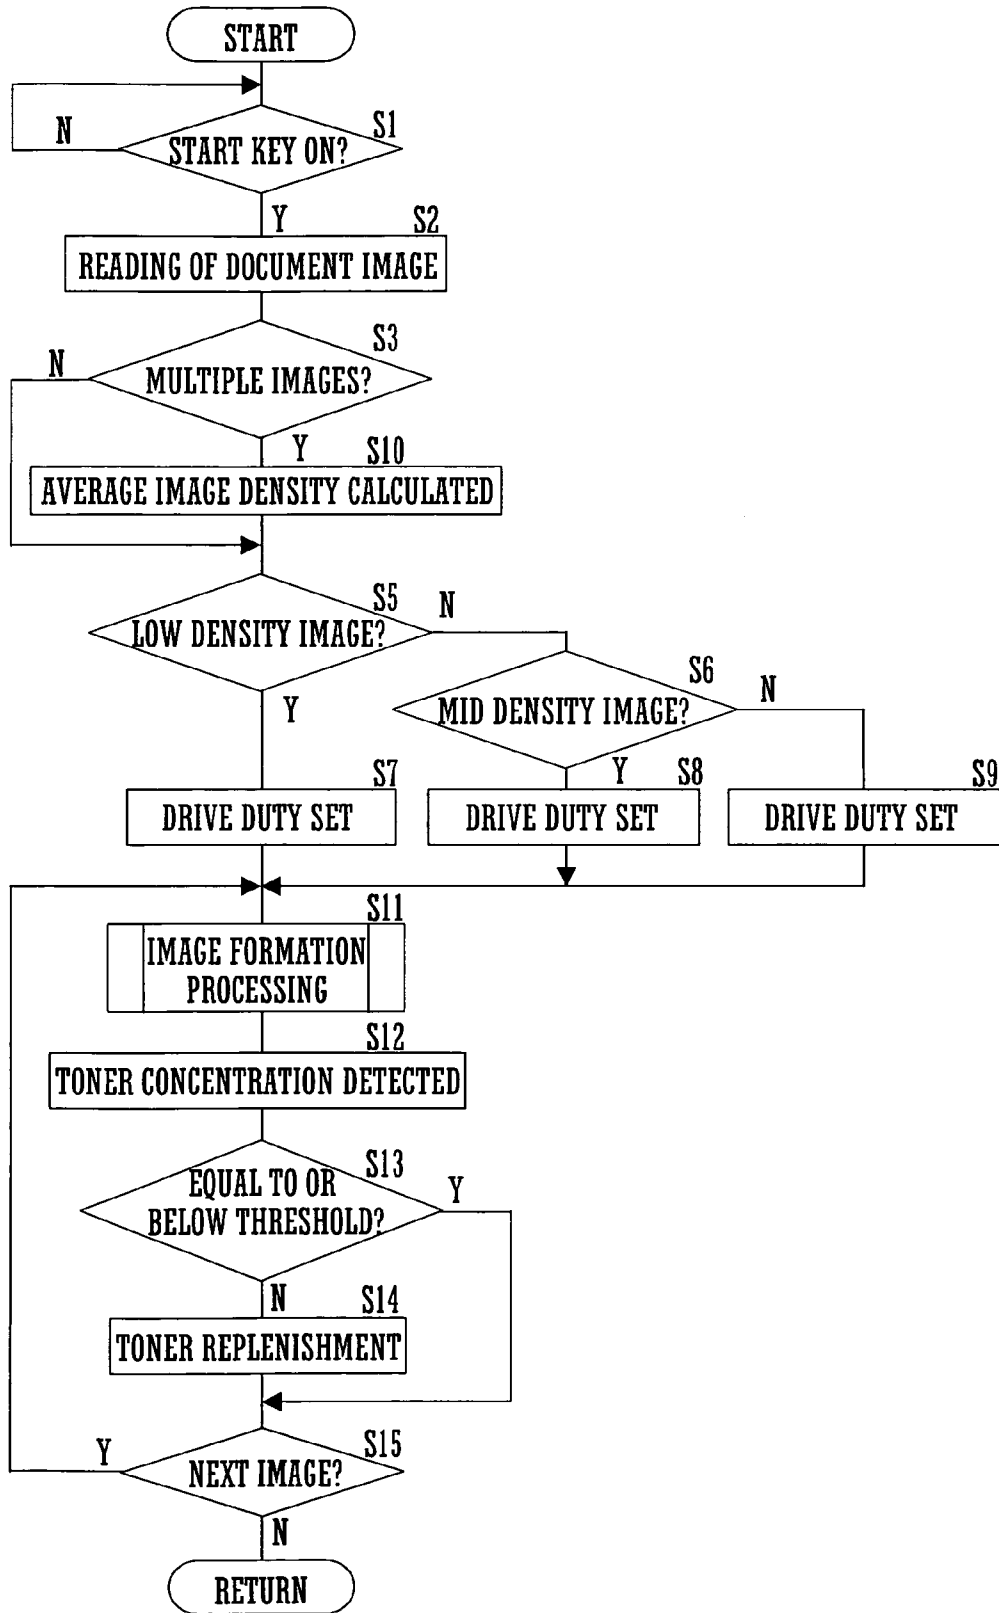 START
N
S1
START KEY ON?
Y
S2
READING OF DOCUMENT IMAGE
N
S3
MULTIPLE IMAGES?
Y
S10
AVERAGE IMAGE DENSITY CALCULATED
S5
N
LOW DENSITY IMAGE?
S6
N
MID DENSITY IMAGE?
Y
Y
S7
S8
S9
DRIVE DUTY SET
DRIVE DUTY SET
DRIVE DUTY SET
S11
IMAGE FORMATION
PROCESSING
S12
TONER CONCENTRATION DETECTED
S13
EQUAL TO OR
BELOW THRESHOLD?
Y
N
S14
TONER REPLENISHMENT
Y
S15
NEXT IMAGE?
N
RETURN